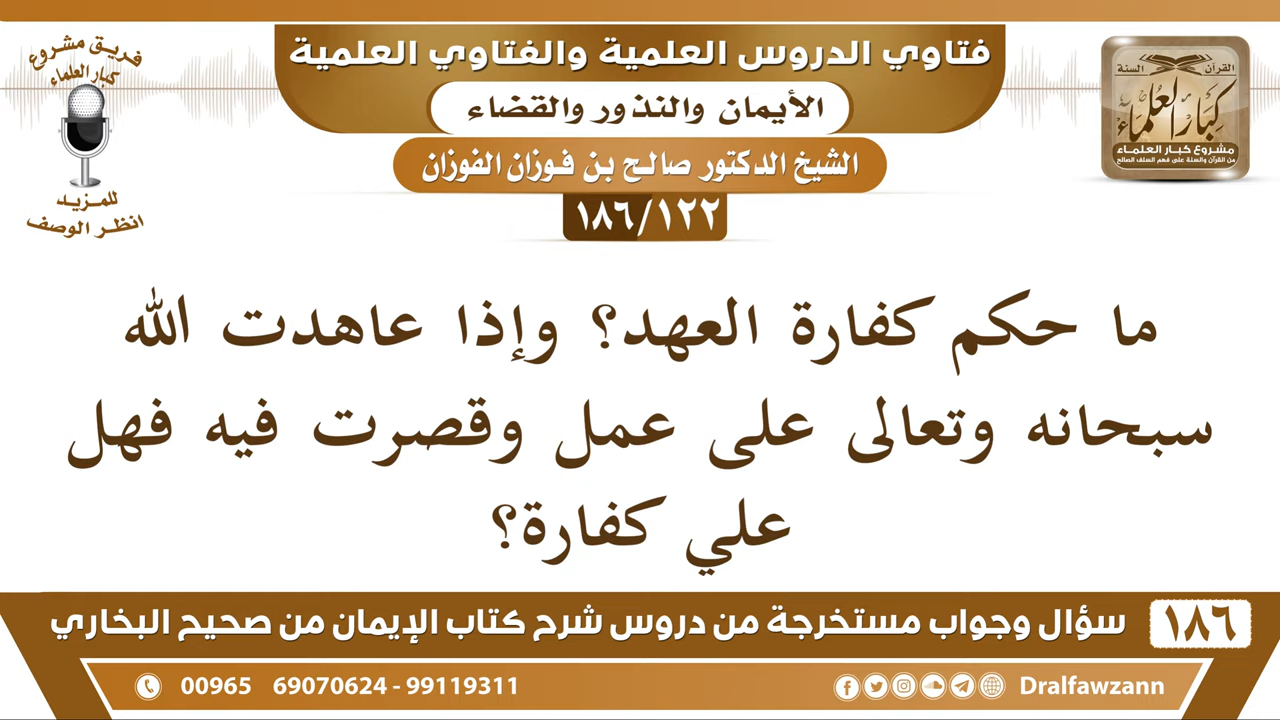 فريق مشروع
كبار العلماء
للمزيد
انظر الوصف
فتاوي الدروس العلمية والفتاوي العلمية
الأيمان والنذور والقضاء
الشيخ الدكتور صالح بن فوزان الفوزان
١٨٦/١٢٢
القرآن السنة
كبار العلماء
مشروع كبار العلماء
من القرآن والسنة على فهم السلف الصالح
ما حكم كفارة العهد؟ وإذا عاهدت الله
سبحانه وتعالى على عمل وقصرت فيه فهل
علي كفارة؟
١٨٦ سؤال وجواب مستخرجة من دروس شرح كتاب الإيمان من صحيح البخاري
00965 69070624 - 99119311
Dralfawzann